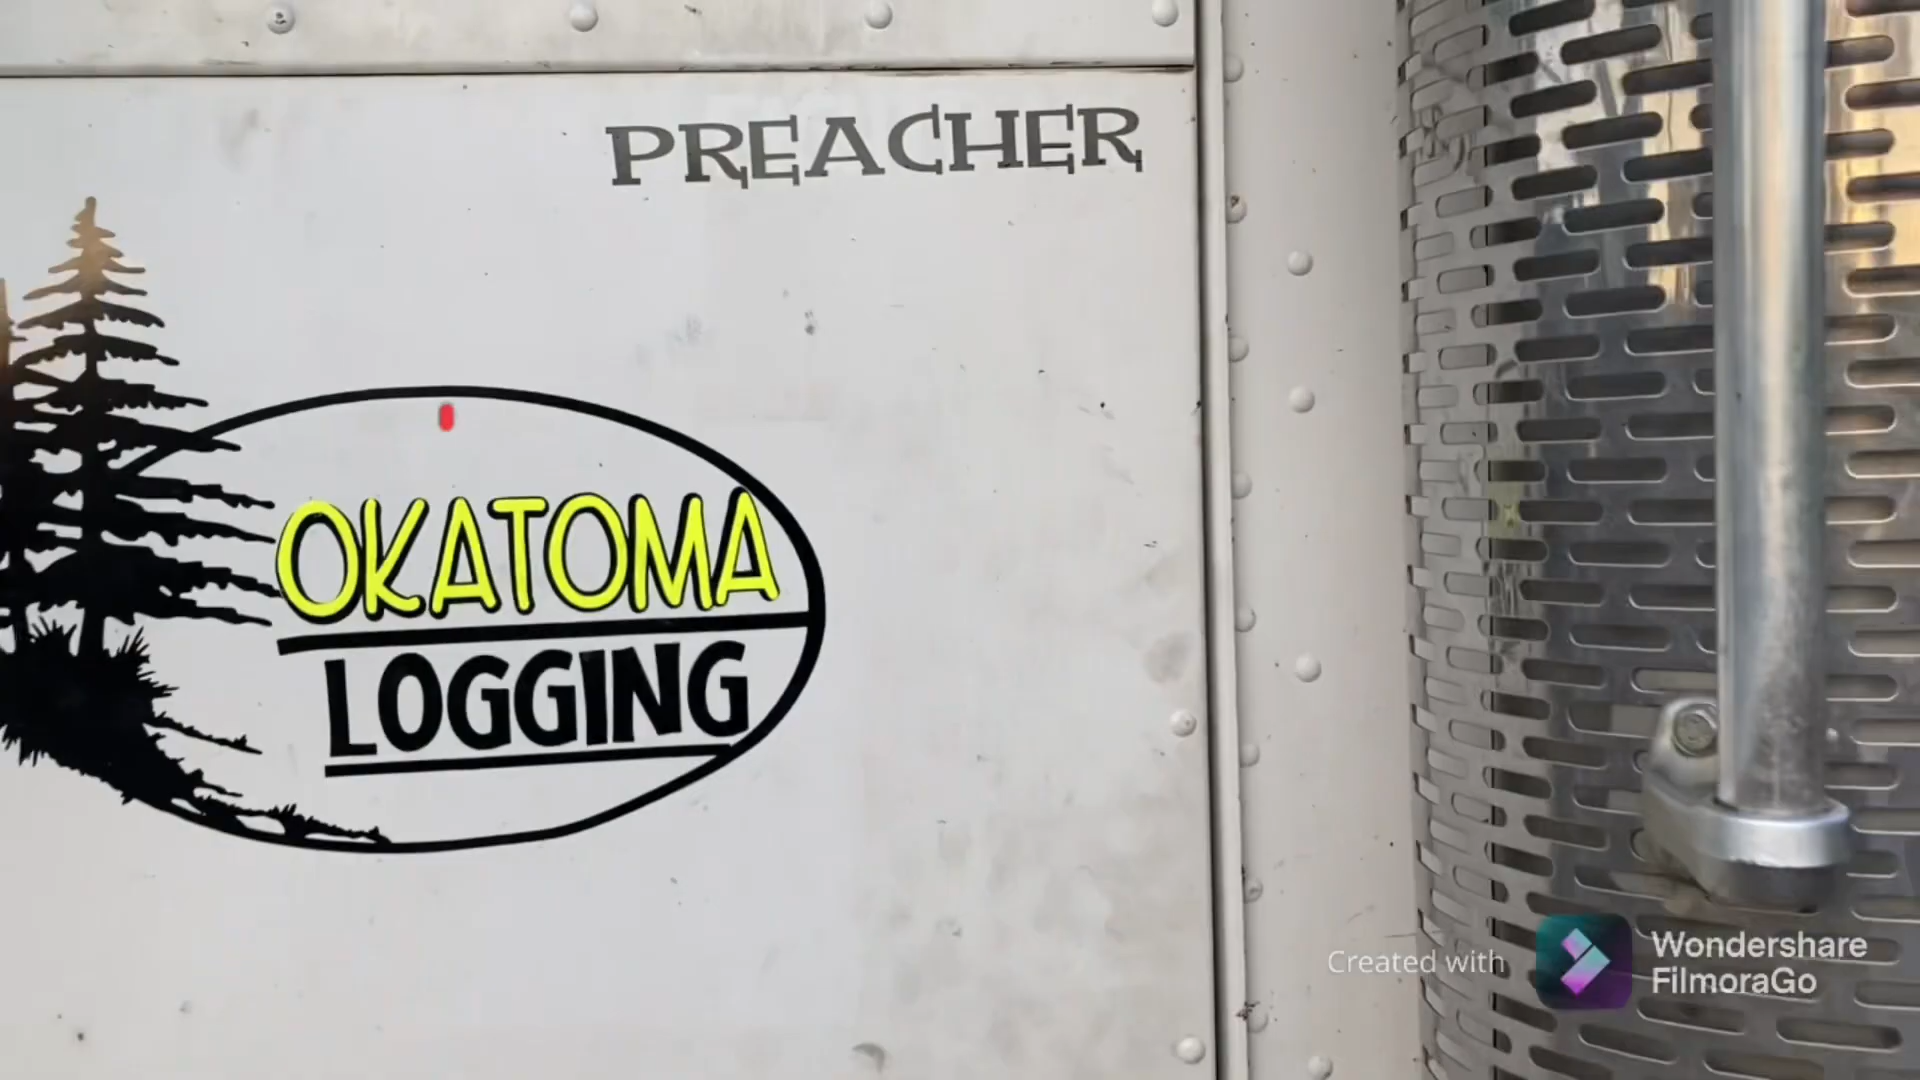 PREACHER
OKATOMA
LOGGING
Created with
Wondershare
FilmoraGo